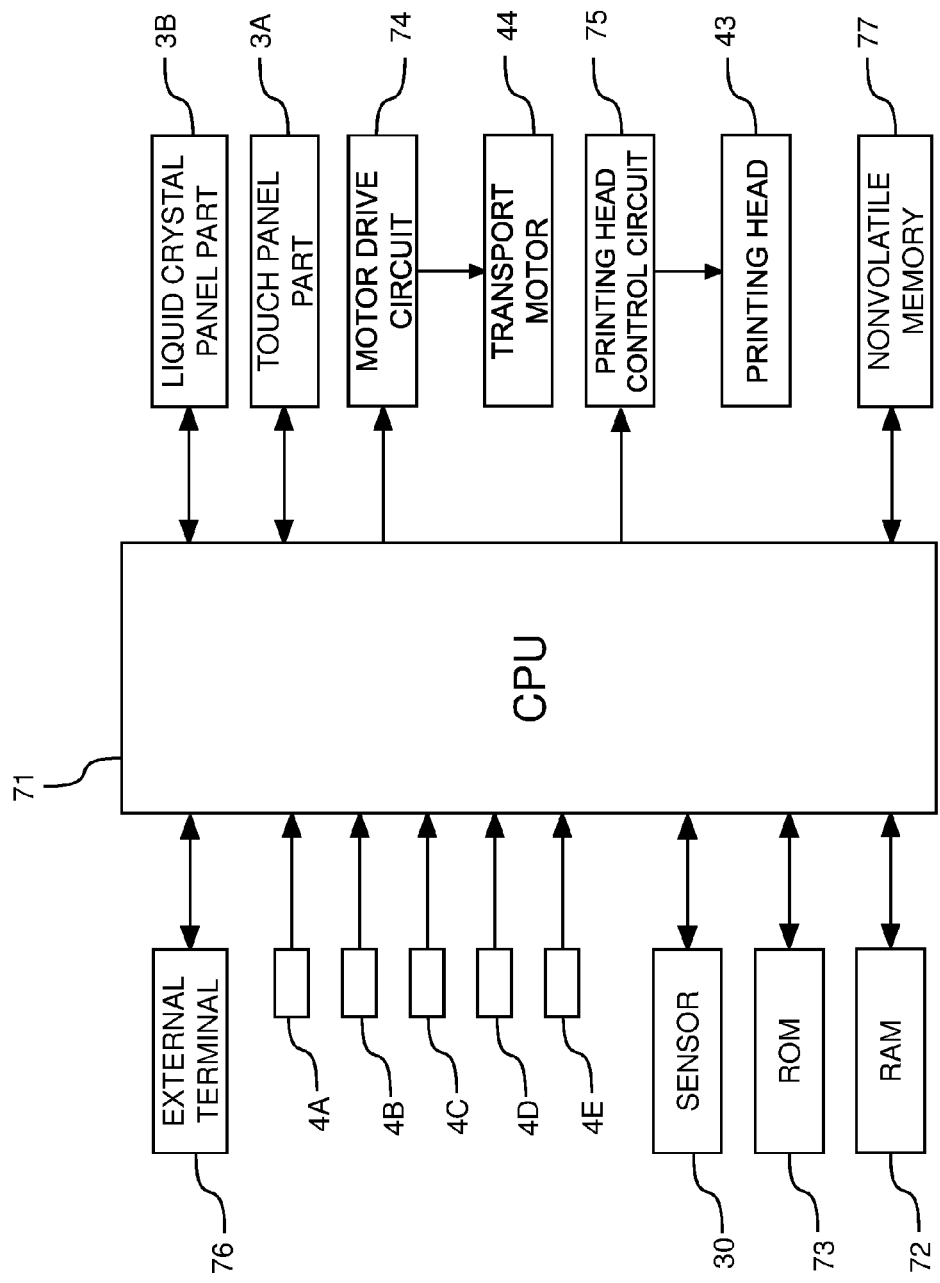 71
CPU
76
EXTERNAL
TERMINAL
4A
4B
4C
4D
4E
30
SENSOR
73
ROM
72
RAM
LIQUID CRYSTAL
PANEL PART
3B
TOUCH PANEL
PART
3A
MOTOR DRIVE
CIRCUIT
74
TRANSPORT
MOTOR
44
PRINTING HEAD
CONTROL CIRCUIT
75
PRINTING HEAD
43
NONVOLATILE
MEMORY
77